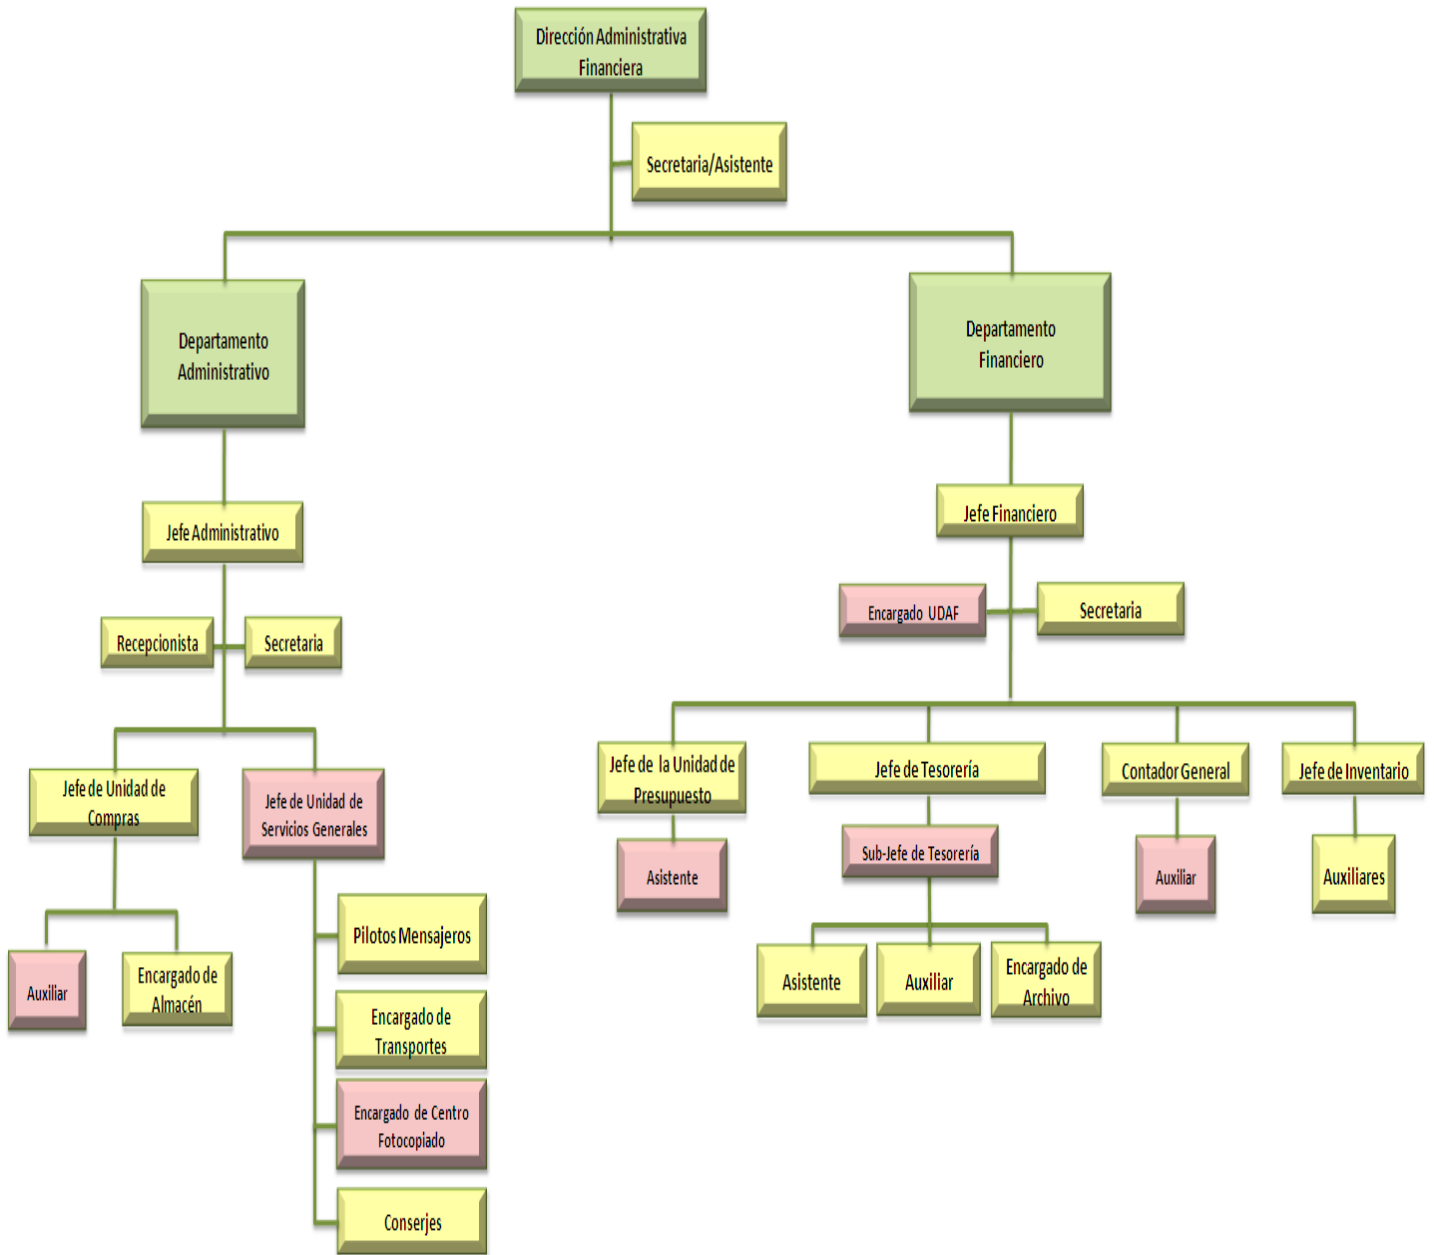 Dirección Administrativa
Financiera
Secretaria/Asistente
Departamento
Administrativo
Departamento
Financiero
Jefe Administrativo
Jefe Financiero
Recepcionista
Secretaria
Encargado UDAF
Secretaria
Jefe de Unidad de
Compras
Jefe de Unidad de
Servicios Generales
Jefe de la Unidad de
Presupuesto
Jefe de Tesorería
Contador General
Jefe de Inventario
Asistente
Sub-Jefe de Tesorería
Auxiliar
Auxiliares
Auxiliar
Encargado de
Almacén
Pilotos Mensajeros
Encargado de
Transportes
Encargado de Centro
Fotocopiado
Conserjes
Asistente
Auxiliar
Encargado de
Archivo